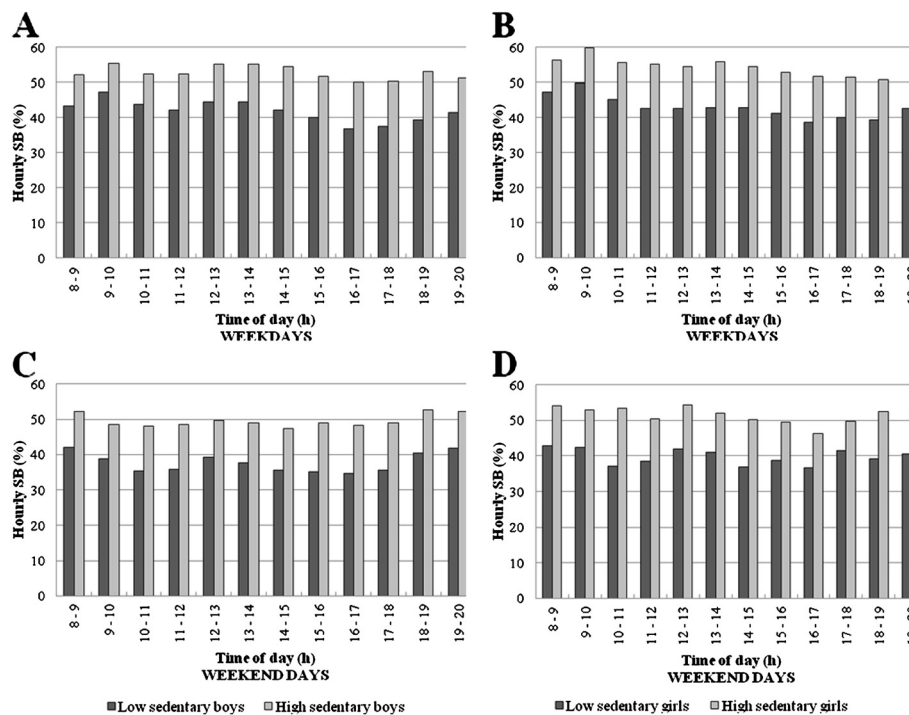 A
B
60
50
40
30
20
10
0
Hourly SB (%)
8 - 9
9 - 10
10 - 11
11 - 12
12 - 13
13 - 14
14 - 15
15 - 16
16 - 17
17 - 18
18 - 19
19 - 20
Time of day (h)
WEEKDAYS
60
50
40
30
20
10
0
Hourly SB (%)
8 - 9
9 - 10
10 - 11
11 - 12
12 - 13
13 - 14
14 - 15
15 - 16
16 - 17
17 - 18
18 - 19
Time of day (h)
WEEKDAYS
C
D
60
50
40
30
20
10
0
Hourly SB (%)
8 - 9
9 - 10
10 - 11
11 - 12
12 - 13
13 - 14
14 - 15
15 - 16
16 - 17
17 - 18
18 - 19
19 - 20
Time of day (h)
WEEKEND DAYS
60
50
40
30
20
10
0
Hourly SB (%)
8 - 9
9 - 10
10 - 11
11 - 12
12 - 13
13 - 14
14 - 15
15 - 16
16 - 17
17 - 18
18 - 19
Time of day (h)
WEEKEND DAYS
Low sedentary boys High sedentary boys
Low sedentary girls High sedentary girls